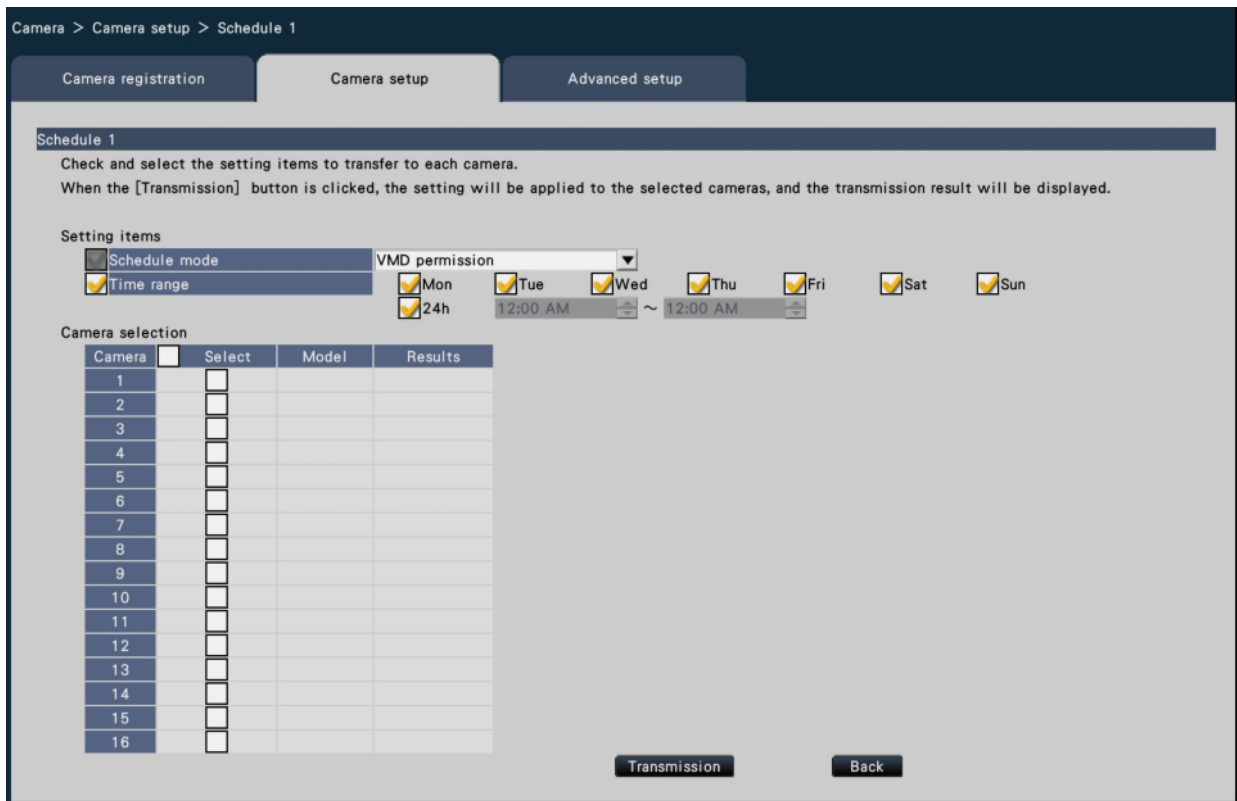 Camera > Camera setup > Schedule 1
Camera registration Camera setup Advanced setup
Schedule 1
Check and select the setting items to transfer to each camera.
When the [Transmission] button is clicked, the setting will be applied to the selected cameras, and the transmission result will be displayed.
Setting items
Schedule mode VMD permission
Time range Mon Tue Wed Thu Fri Sat Sun
24h 12:00 AM ~ 12:00 AM
Camera selection
Camera Select Model Results
1
2
3
4
5
6
7
8
9
10
11
12
13
14
15
16
Transmission Back